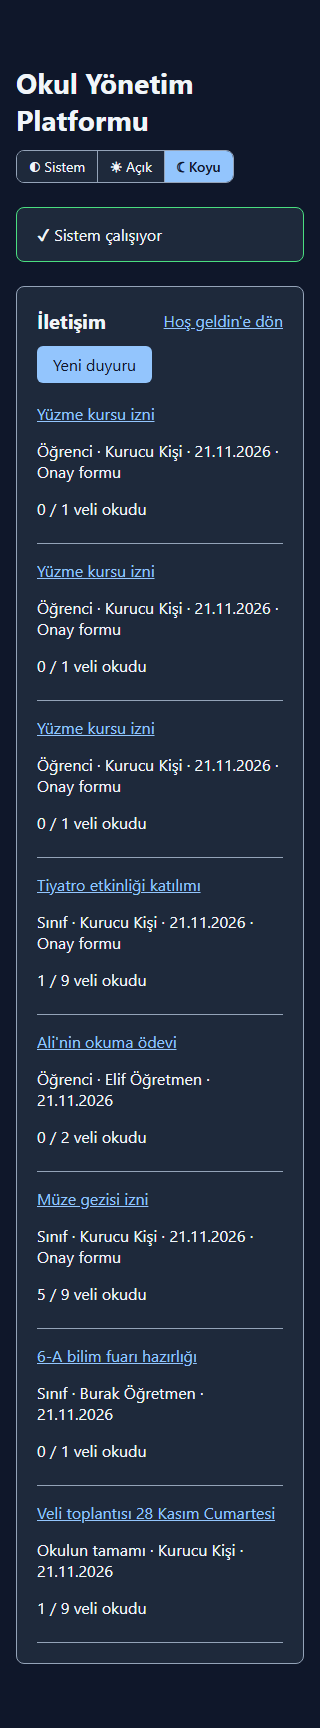 Okul Yönetim
Platformu
◐ Sistem ☀ Açık ☾ Koyu
✓ Sistem çalışıyor
İletişim Hoş geldin'e dön
Yeni duyuru
Yüzme kursu izni
Öğrenci · Kurucu Kişi · 21.11.2026 ·
Onay formu
0 / 1 veli okudu
Yüzme kursu izni
Öğrenci · Kurucu Kişi · 21.11.2026 ·
Onay formu
0 / 1 veli okudu
Yüzme kursu izni
Öğrenci · Kurucu Kişi · 21.11.2026 ·
Onay formu
0 / 1 veli okudu
Tiyatro etkinliği katılımı
Sınıf · Kurucu Kişi · 21.11.2026 ·
Onay formu
1 / 9 veli okudu
Ali'nin okuma ödevi
Öğrenci · Elif Öğretmen ·
21.11.2026
0 / 2 veli okudu
Müze gezisi izni
Sınıf · Kurucu Kişi · 21.11.2026 ·
Onay formu
5 / 9 veli okudu
6-A bilim fuarı hazırlığı
Sınıf · Burak Öğretmen ·
21.11.2026
0 / 1 veli okudu
Veli toplantısı 28 Kasım Cumartesi
Okulun tamamı · Kurucu Kişi ·
21.11.2026
1 / 9 veli okudu